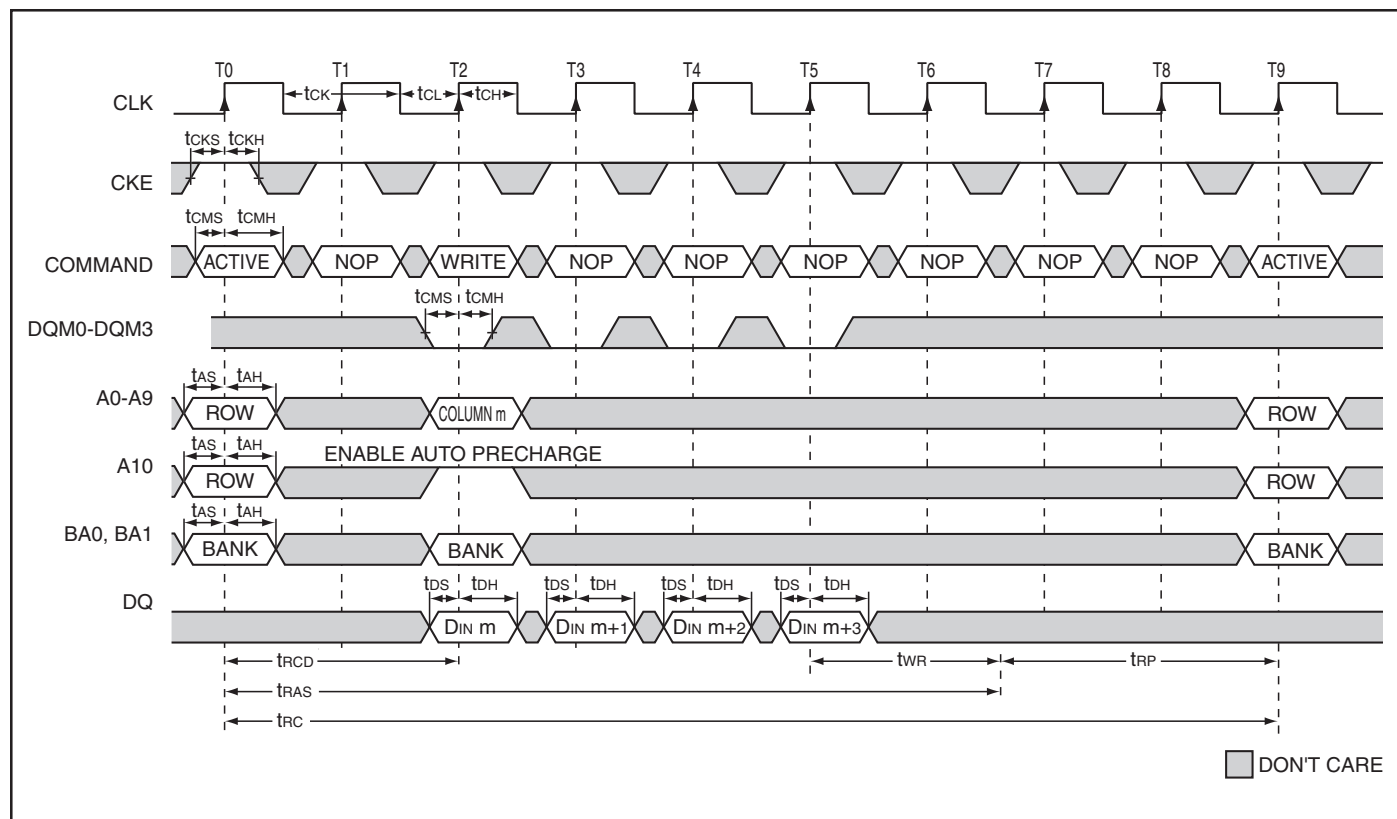 T0 T1 T2 T3 T4 T5 T6 T7 T8 T9
CLK tCK tCL tCH
tCKS tCKH
CKE
tCMS tCMH
COMMAND ACTIVE NOP WRITE NOP NOP NOP NOP NOP NOP ACTIVE
tCMS tCMH
DQM0-DQM3
tAS tAH
A0-A9 ROW COLUMN m ROW
tAS tAH ENABLE AUTO PRECHARGE
A10 ROW ROW
tAS tAH
BA0, BA1 BANK BANK BANK
tDS tDH tDS tDH tDS tDH tDS tDH
DQ DIN m DIN m+1 DIN m+2 DIN m+3
tRCD tWR tRP
tRAS
tRC
DON'T CARE